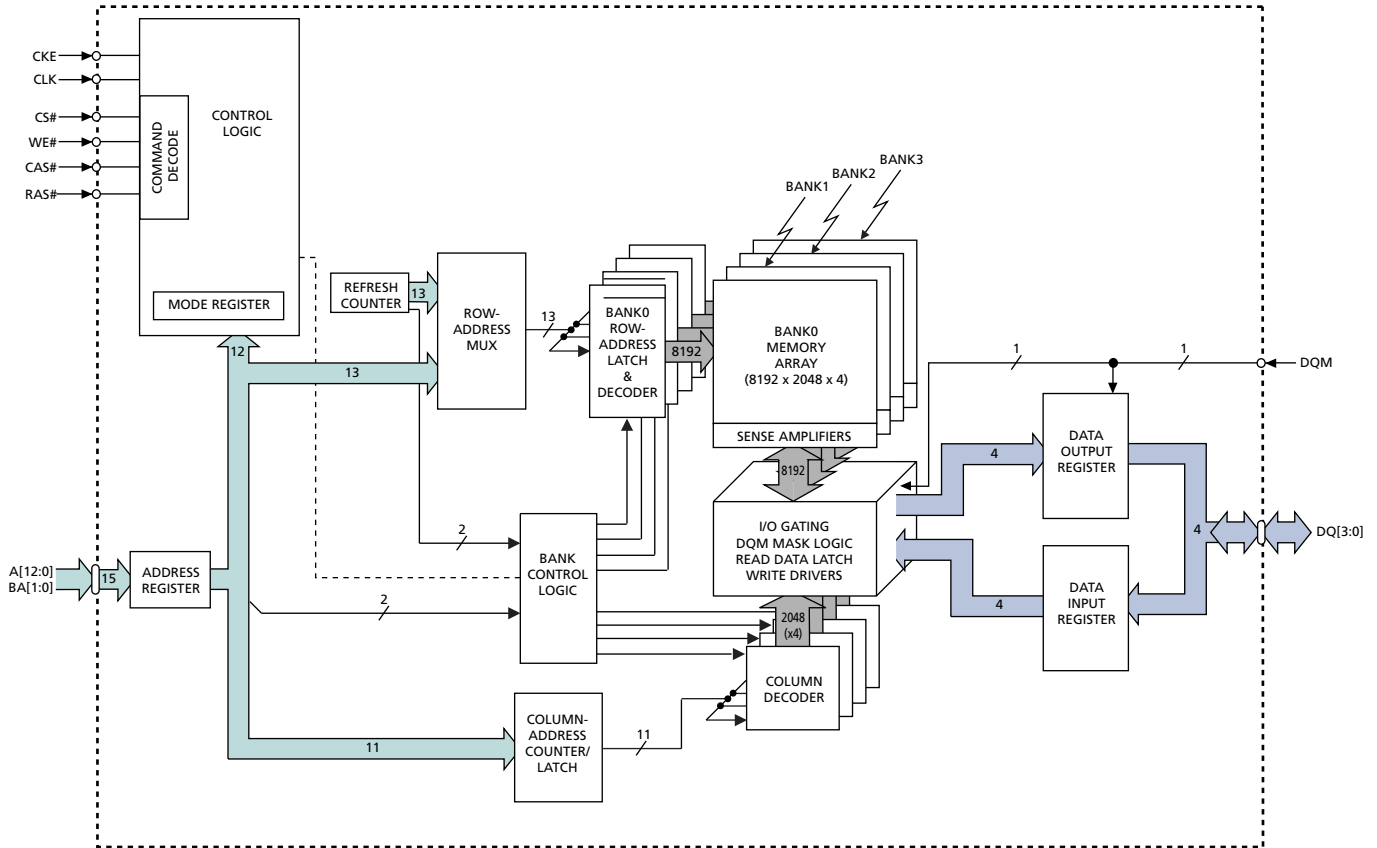 CKE
CLK
CS#
WE#
CAS#
RAS#
COMMAND
DECODE
CONTROL
LOGIC
MODE REGISTER
12
REFRESH
COUNTER
13
13
ROW-
ADDRESS
MUX
13
BANK0
ROW-
ADDRESS
LATCH
&
DECODER
8192
BANK1
BANK2
BANK3
BANK0
MEMORY
ARRAY
(8192 x 2048 x 4)
SENSE AMPLIFIERS
8192
I/O GATING
DQM MASK LOGIC
READ DATA LATCH
WRITE DRIVERS
2048
(x4)
COLUMN
DECODER
1
1
DQM
DATA
OUTPUT
REGISTER
4
4
DQ[3:0]
DATA
INPUT
REGISTER
4
A[12:0]
BA[1:0]
15
ADDRESS
REGISTER
2
2
BANK
CONTROL
LOGIC
11
COLUMN-
ADDRESS
COUNTER/
LATCH
11